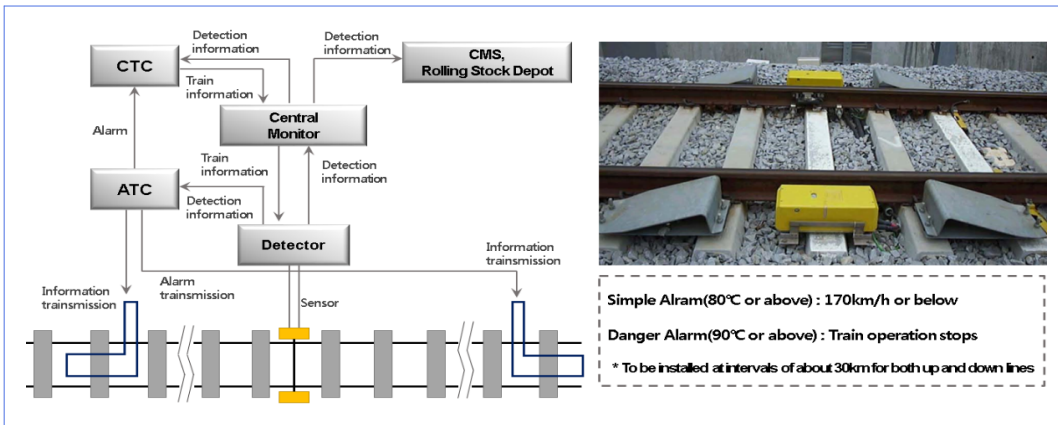 Detection
information
CTC
Train
information
Alarm
ATC
Detection
information
CMS,
Rolling Stock Depot
Central
Monitor
Train
information
Detection
information
Detection
information
Detector
Information
trainsmission
Alarm
trainsmission
Sensor
Information
trainsmission
Simple Alram(80℃ or above) : 170km/h or below
Danger Alarm(90℃ or above) : Train operation stops
* To be installed at intervals of about 30km for both up and down lines